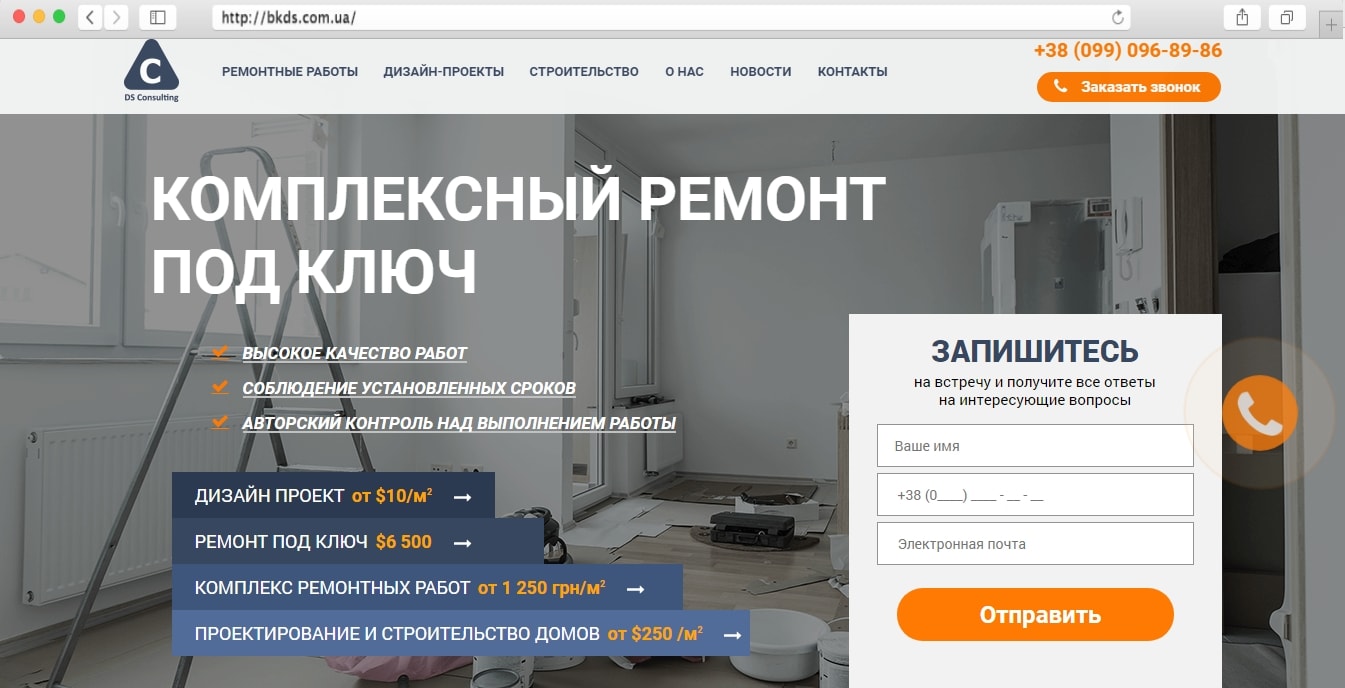 http://bkds.com.ua/
C
DS Consulting
РЕМОНТНЫЕ РАБОТЫ ДИЗАЙН-ПРОЕКТЫ СТРОИТЕЛЬСТВО О НАС НОВОСТИ КОНТАКТЫ
+38 (099) 096-89-86
Заказать звонок
КОМПЛЕКСНЫЙ РЕМОНТ
ПОД КЛЮЧ
ВЫСОКОЕ КАЧЕСТВО РАБОТ
СОБЛЮДЕНИЕ УСТАНОВЛЕННЫХ СРОКОВ
АВТОРСКИЙ КОНТРОЛЬ НАД ВЫПОЛНЕНИЕМ РАБОТЫ
ДИЗАЙН ПРОЕКТ от $10/м²
РЕМОНТ ПОД КЛЮЧ $6 500
КОМПЛЕКС РЕМОНТНЫХ РАБОТ от 1 250 грн/м²
ПРОЕКТИРОВАНИЕ И СТРОИТЕЛЬСТВО ДОМОВ от $250 /м²
ЗАПИШИТЕСЬ
на встречу и получите все ответы
на интересующие вопросы
Ваше имя
+38 (0___) ___ - __ - __
Электронная почта
Отправить